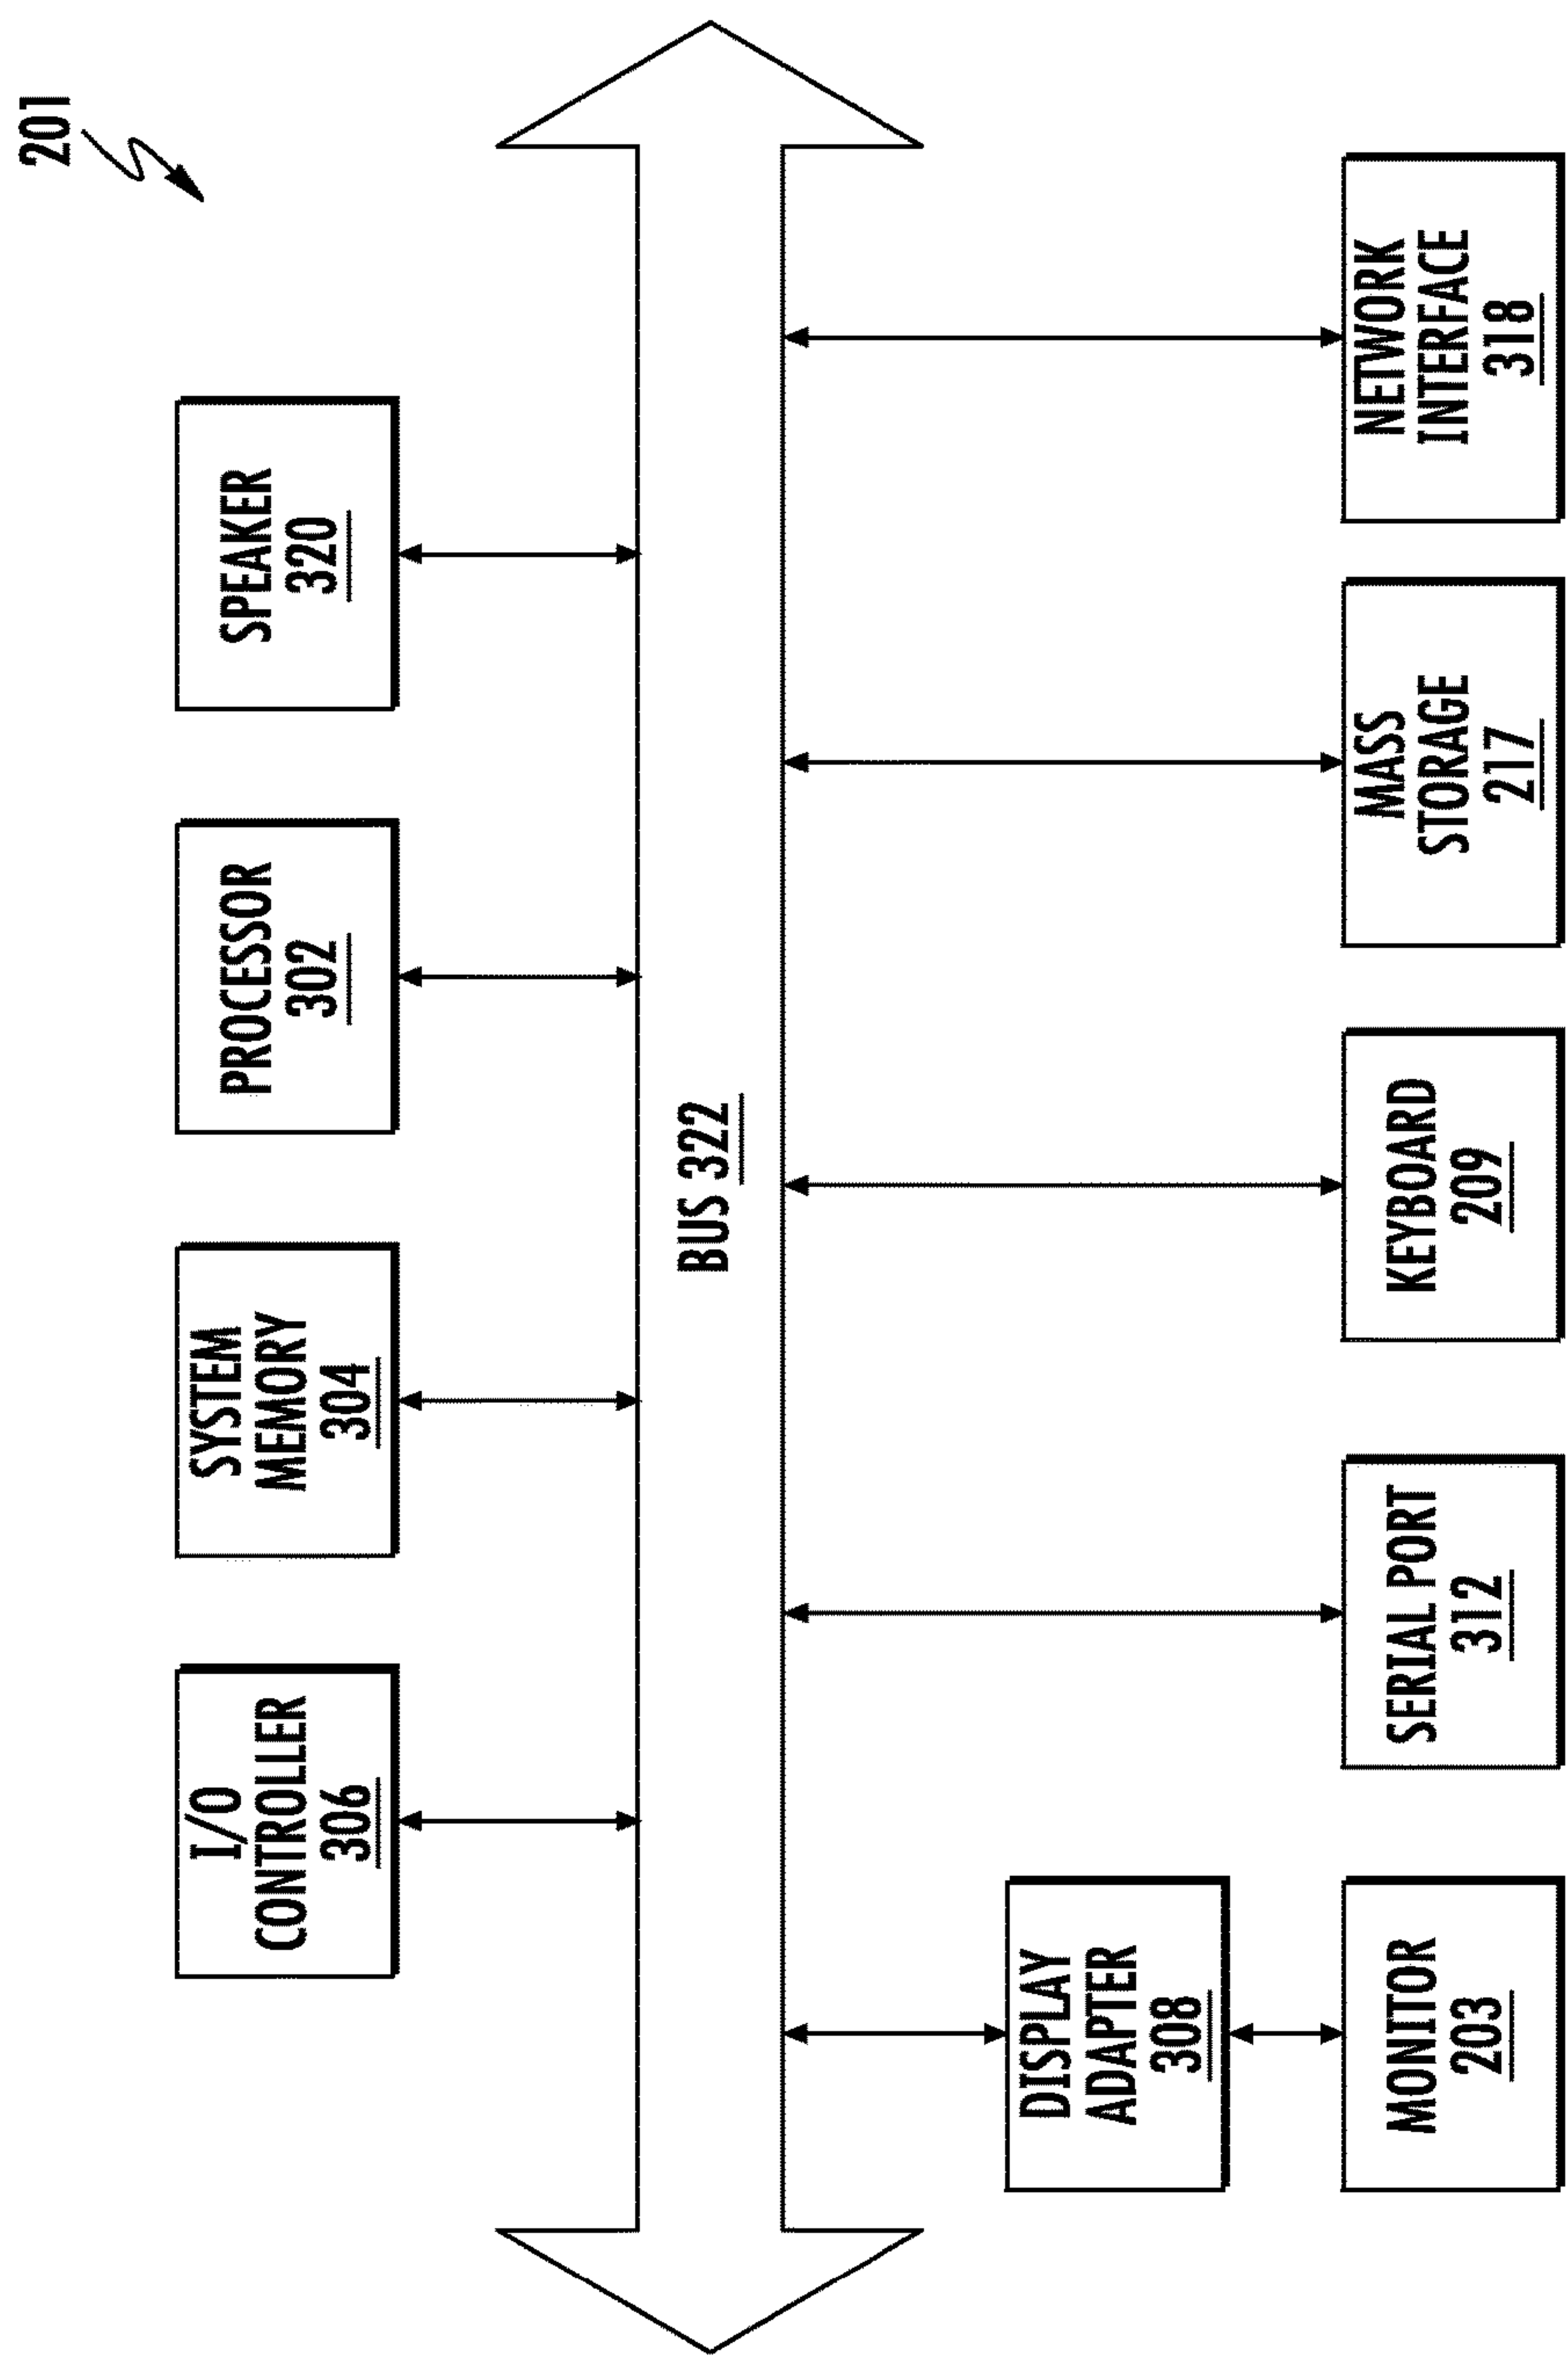 201
I/O
CONTROLLER
306
SYSTEM
MEMORY
304
PROCESSOR
302
SPEAKER
320
BUS 322
DISPLAY
ADAPTER
308
MONITOR
203
SERIAL PORT
312
KEYBOARD
209
MASS
STORAGE
217
NETWORK
INTERFACE
318